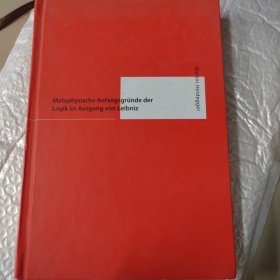 Metaphysische Anfangsgründe der
Logik im Ausgang von Leibniz
Martin Heidegger